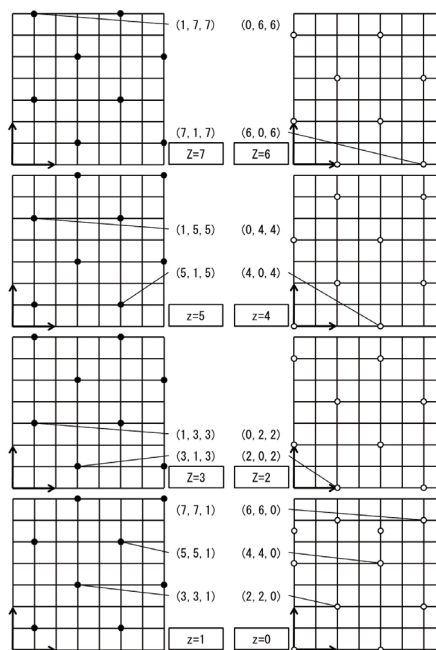 (1, 7, 7) (0, 6, 6)
(7, 1, 7) (6, 0, 6)
Z=7 Z=6
(1, 5, 5) (0, 4, 4)
(5, 1, 5) (4, 0, 4)
z=5 z=4
(1, 3, 3) (0, 2, 2)
(3, 1, 3) (2, 0, 2)
Z=3 Z=2
(7, 7, 1) (6, 6, 0)
(5, 5, 1) (4, 4, 0)
(3, 3, 1) (2, 2, 0)
z=1 z=0